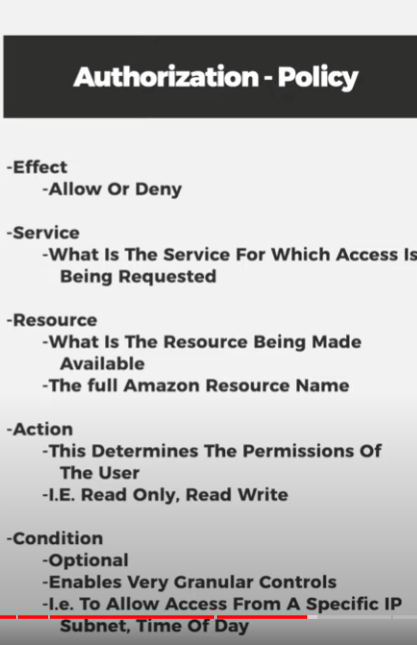 Authorization - Policy
-Effect
-Allow Or Deny
-Service
-What Is The Service For Which Access Is
Being Requested
-Resource
-What Is The Resource Being Made
Available
-The full Amazon Resource Name
-Action
-This Determines The Permissions Of
The User
-I.E. Read Only, Read Write
-Condition
-Optional
-Enables Very Granular Controls
-I.e. To Allow Access From A Specific IP
Subnet, Time Of Day